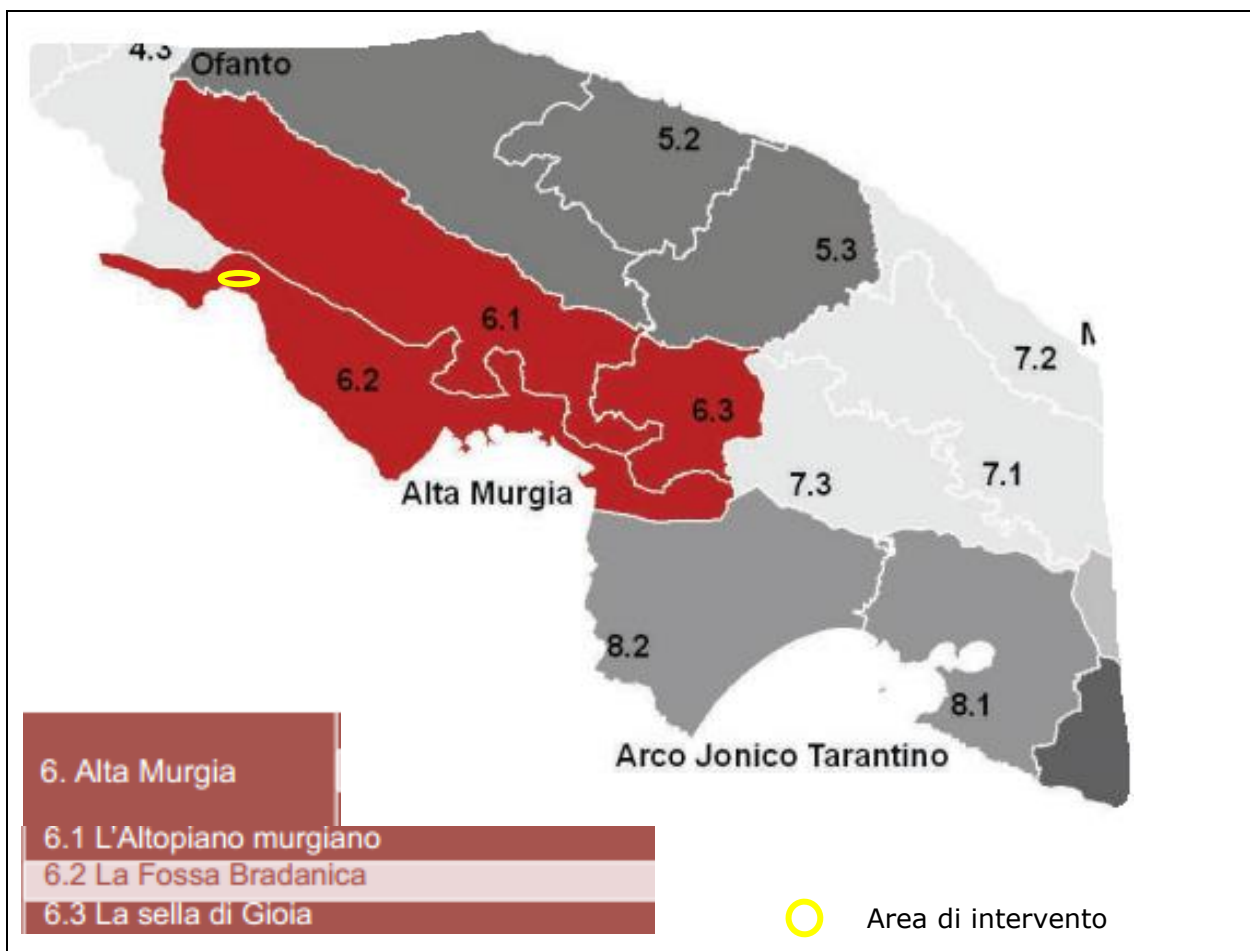 4.3
Ofanto
5.2
5.3
6.1
7.2
6.2
6.3
7.1
7.3
Alta Murgia
8.2
8.1
Arco Jonico Tarantino
6. Alta Murgia
6.1 L'Altopiano murgiano
6.2 La Fossa Bradanica
6.3 La sella di Gioia
Area di intervento